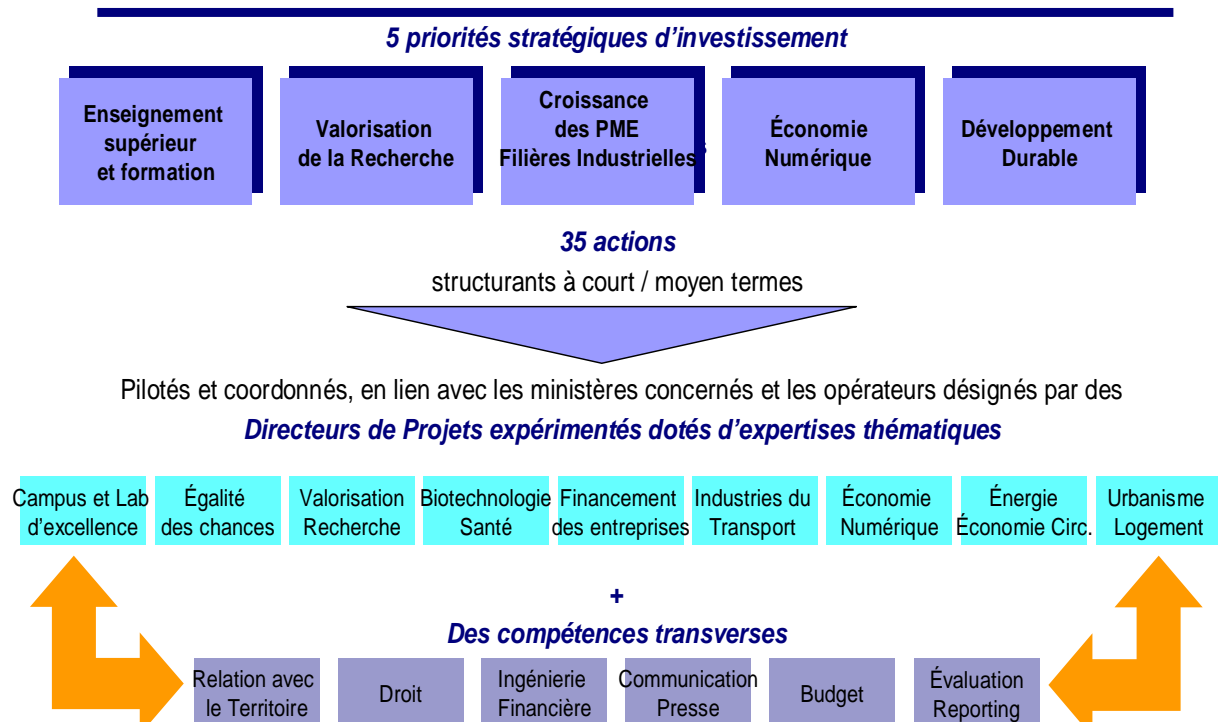 5 priorités stratégiques d'investissement
Enseignement
supérieur
et formation
Valorisation
de la Recherche
Croissance
des PME
Filières Industrielles
Économie
Numérique
Développement
Durable
35 actions
structurants à court / moyen termes
Pilotés et coordonnés, en lien avec les ministères concernés et les opérateurs désignés par des
Directeurs de Projets expérimentés dotés d'expertises thématiques
Campus et Lab
d'excellence
Égalité
des chances
Valorisation
Recherche
Biotechnologie
Santé
Financement
des entreprises
Industries du
Transport
Économie
Numérique
Énergie
Économie Circ.
Urbanisme
Logement
+
Des compétences transverses
Relation avec
le Territoire
Droit
Ingénierie
Financière
Communication
Presse
Budget
Évaluation
Reporting